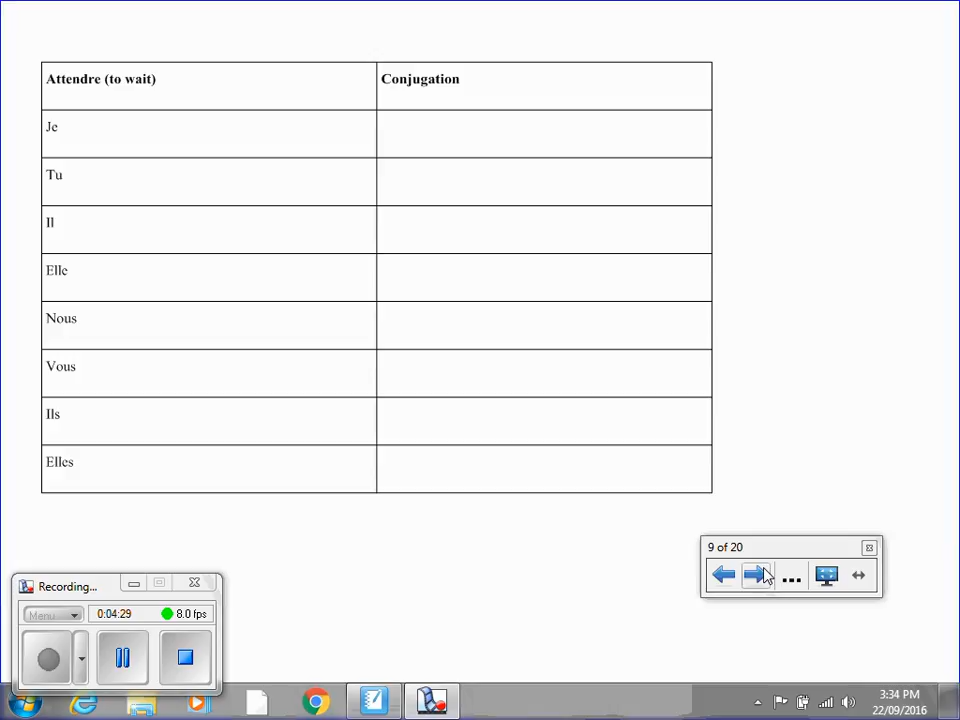 Attendre (to wait) Conjugation
Je
Tu
Il
Elle
Nous
Vous
Ils
Elles
9 of 20
Recording...
Menu 0:04:29 8.0 fps
3:34 PM
22/09/2016